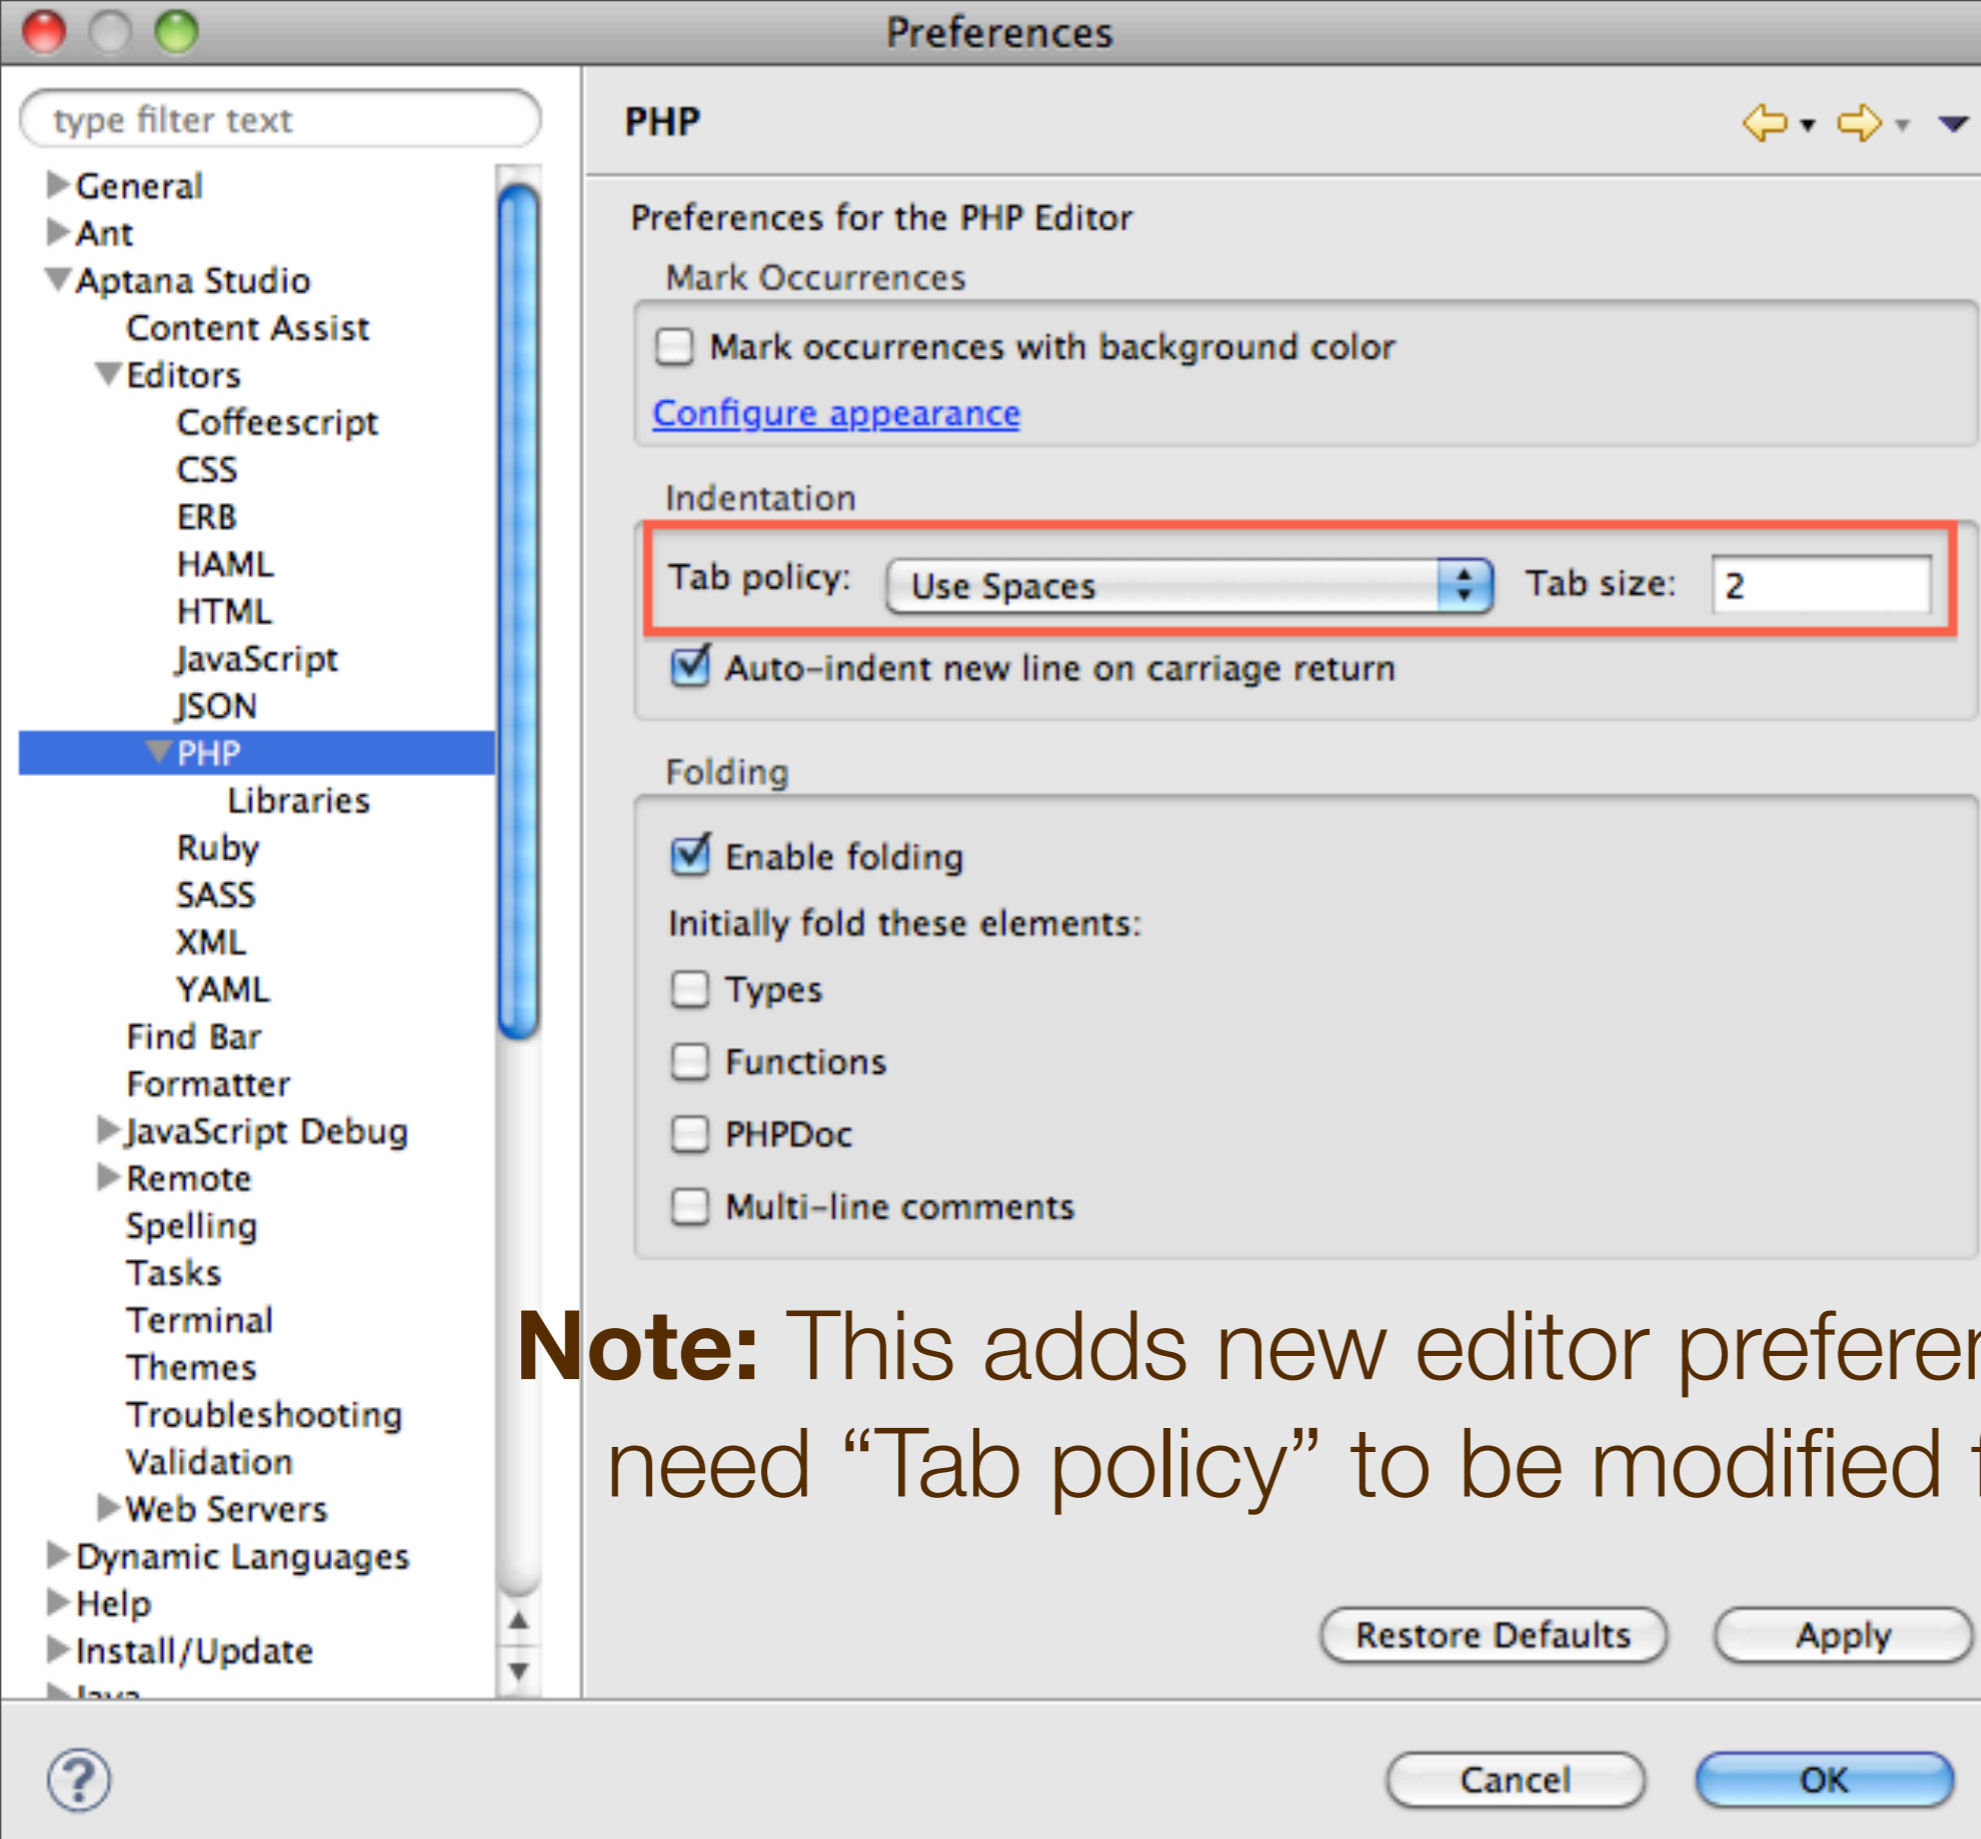 Preferences
type filter text
General
Ant
Aptana Studio
Content Assist
Editors
Coffeescript
CSS
ERB
HAML
HTML
JavaScript
JSON
PHP
Libraries
Ruby
SASS
XML
YAML
Find Bar
Formatter
JavaScript Debug
Remote
Spelling
Tasks
Terminal
Themes
Troubleshooting
Validation
Web Servers
Dynamic Languages
Help
Install/Update
Java
PHP
Preferences for the PHP Editor
Mark Occurrences
Mark occurrences with background color
Configure appearance
Indentation
Tab policy: Use Spaces Tab size: 2
Auto-indent new line on carriage return
Folding
Enable folding
Initially fold these elements:
Types
Functions
PHPDoc
Multi-line comments
Note: This adds new editor
need “Tab policy” to be modified
Restore Defaults Apply
? Cancel OK